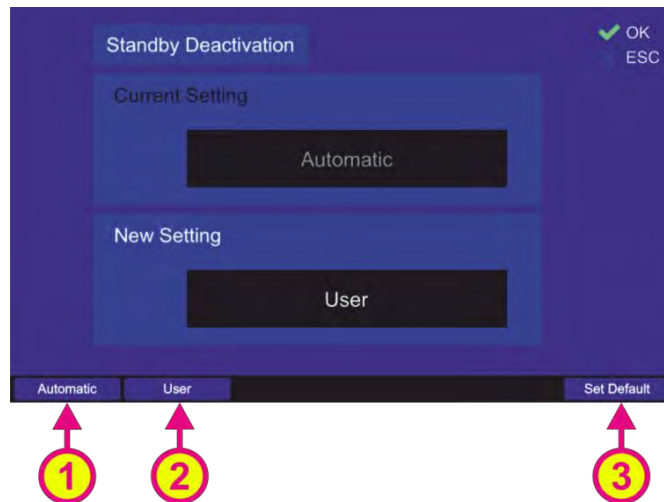 Standby Deactivation
OK
ESC
Current Setting
Automatic
New Setting
User
Automatic User Set Default
1 2 3